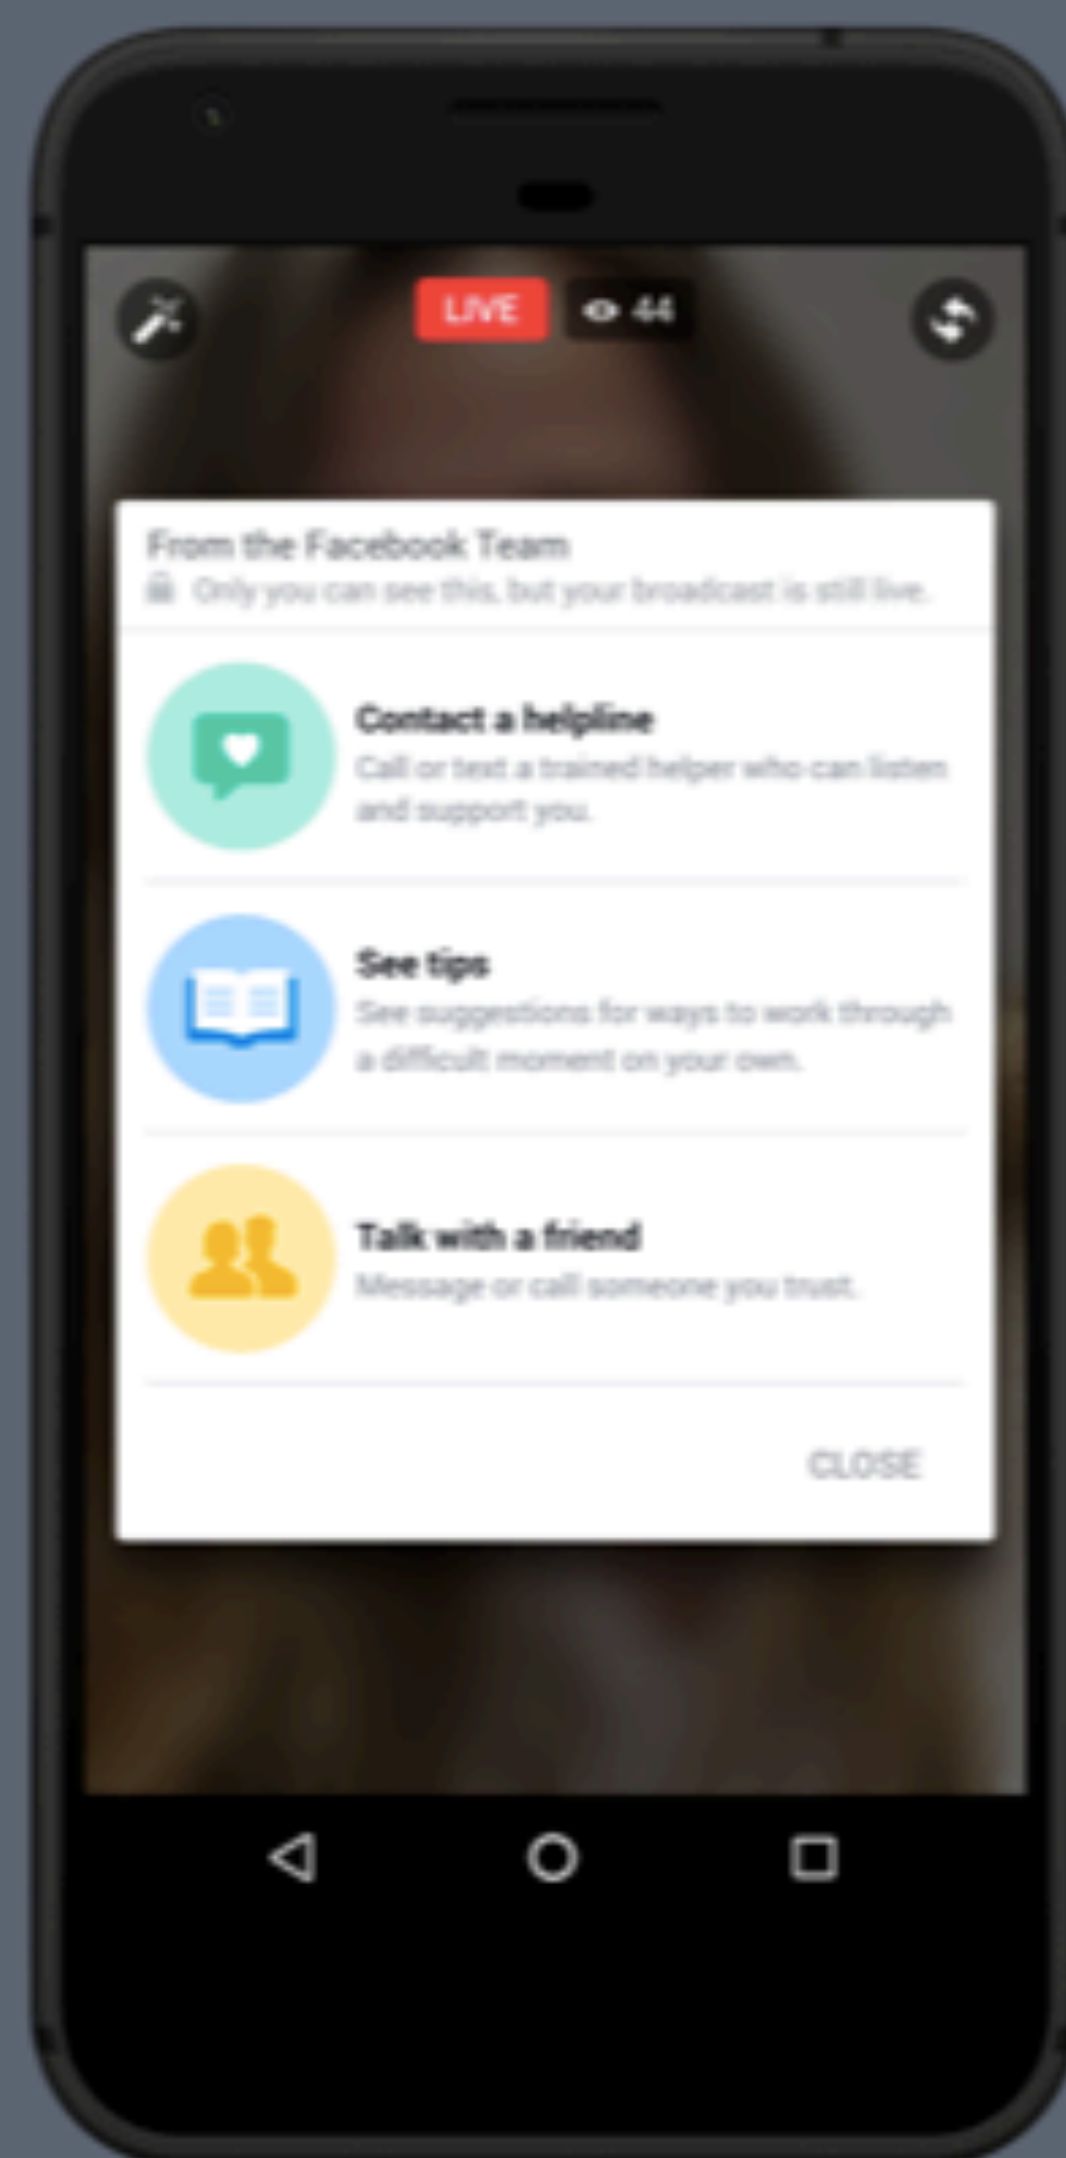 LIVE 44
From the Facebook Team
Only you can see this, but your broadcast is still live.
Contact a helpline
Call or text a trained helper who can listen
and support you.
See tips
See suggestions for ways to work through
a difficult moment on your own.
Talk with a friend
Message or call someone you trust.
CLOSE